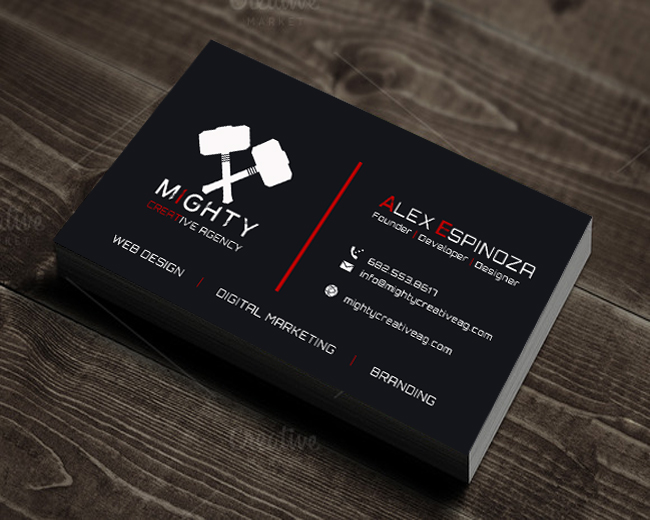 Creative
MARKET
MIGHTY
CREATIVE AGENCY
WEB DESIGN | DIGITAL MARKETING | BRANDING
ALEX ESPINOZA
Founder | Developer | Designer
682.553.8617
info@mightycreativeag.com
mightycreativeag.com
Creative